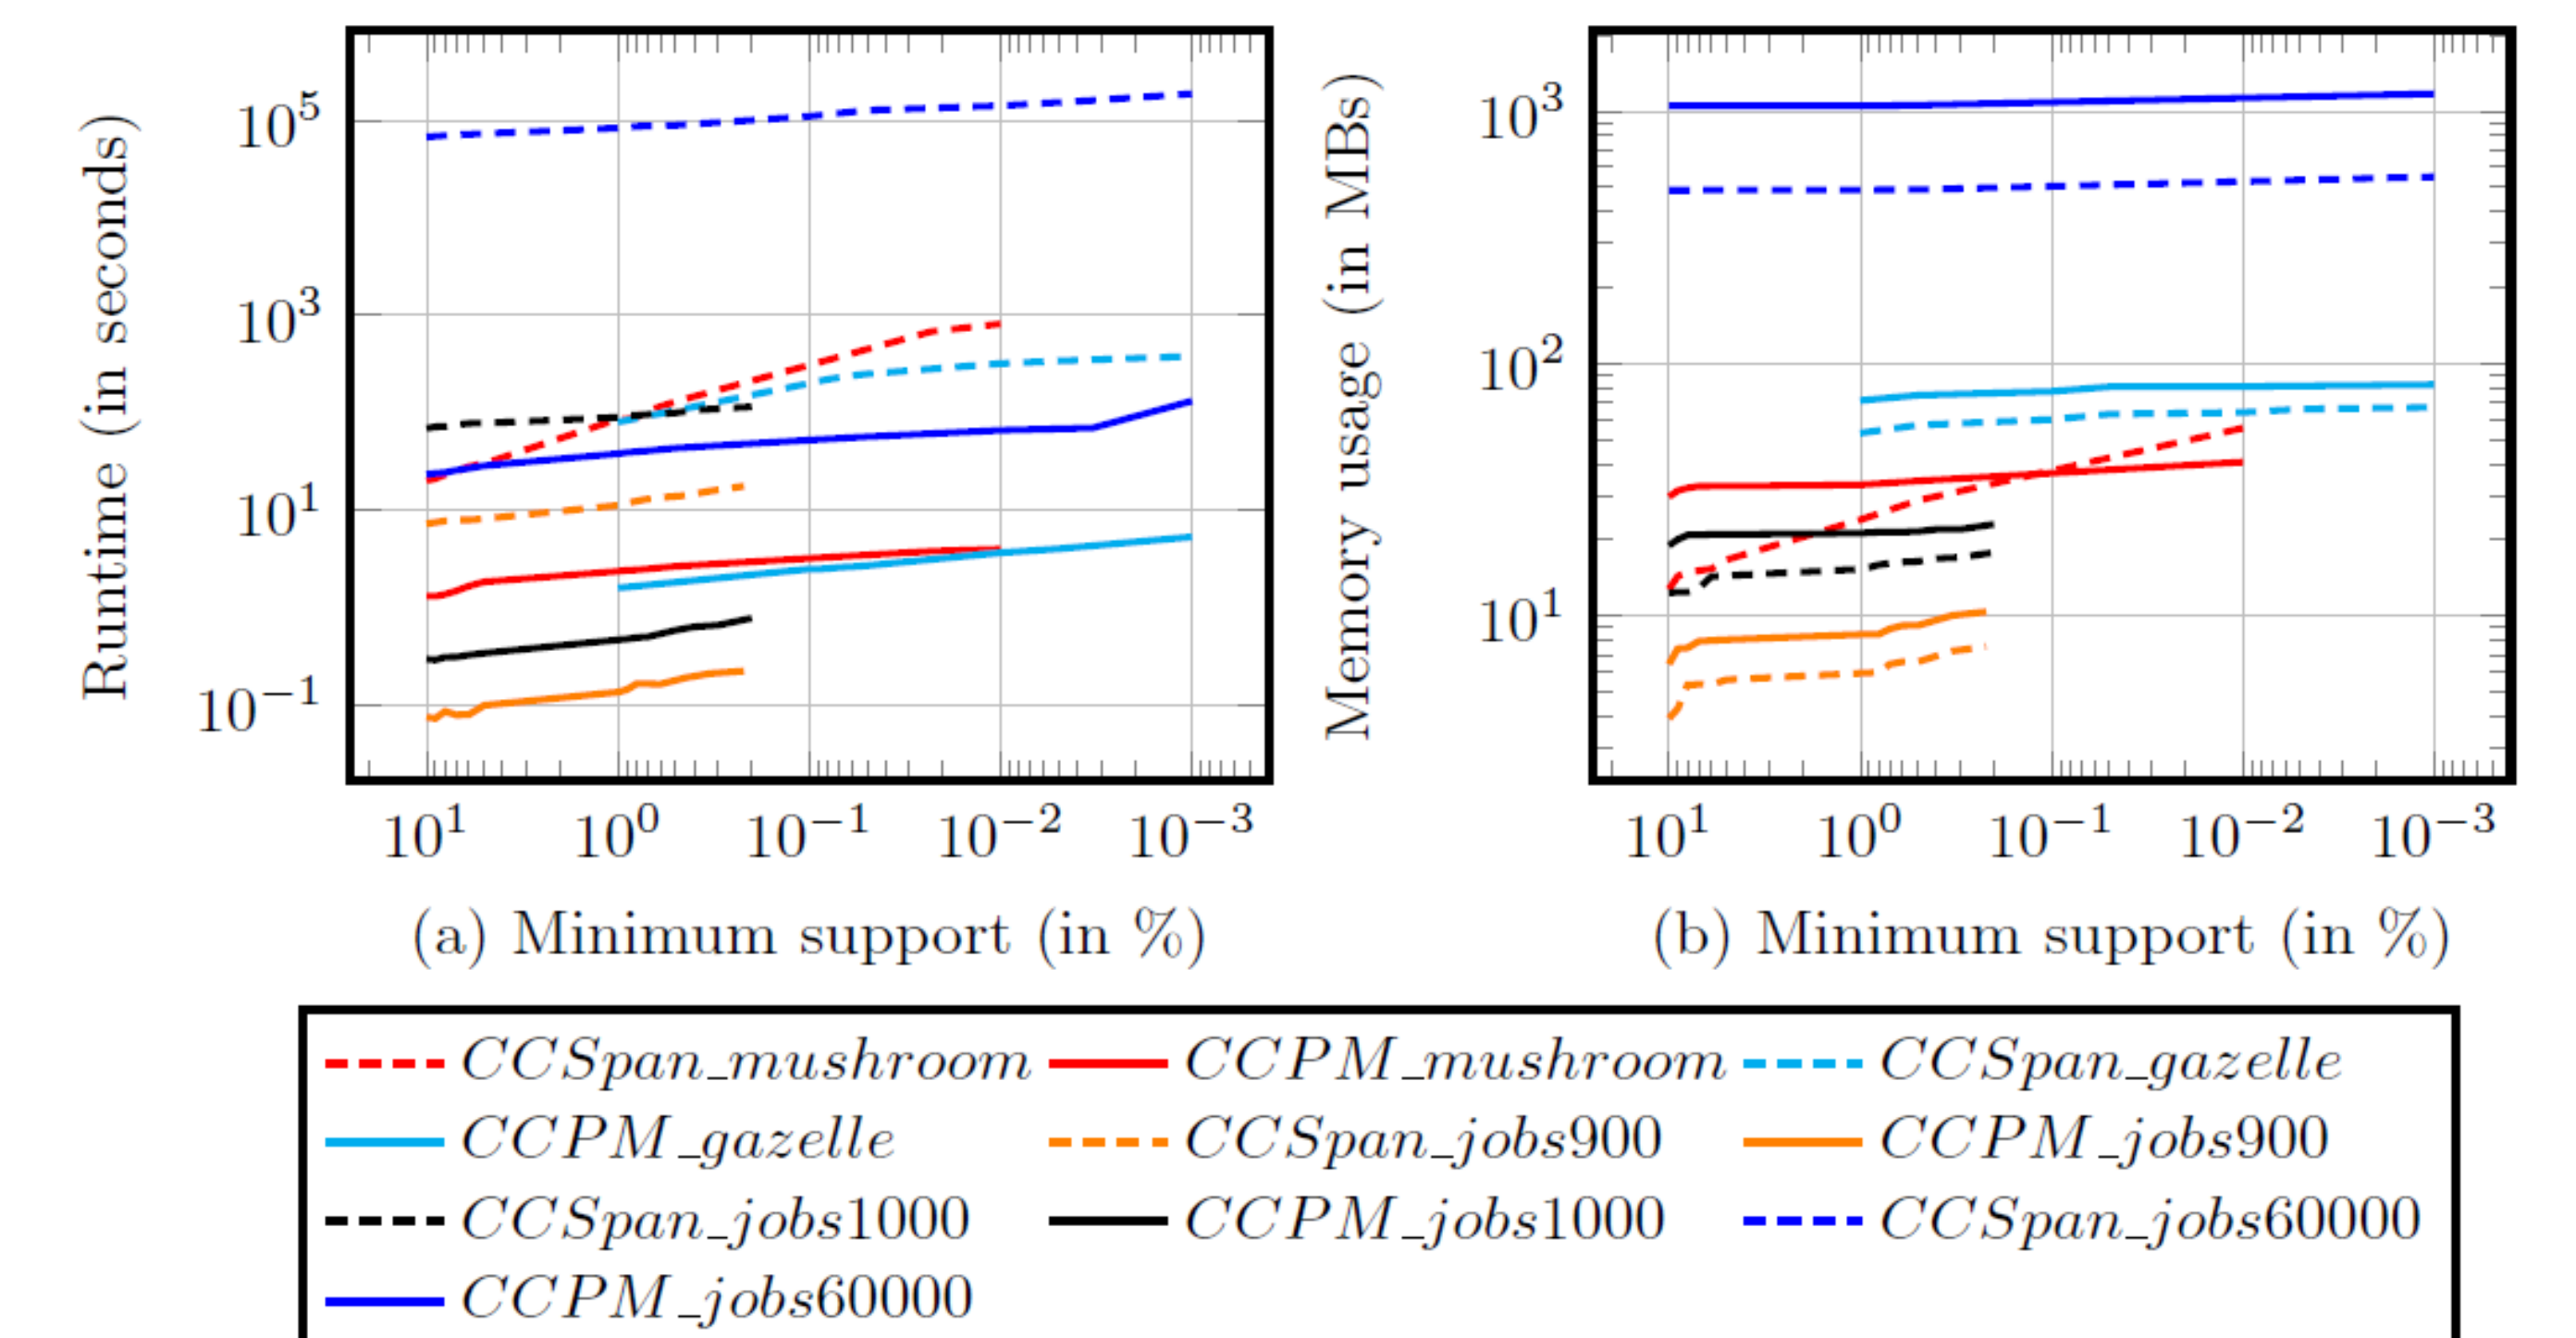 Runtime (in seconds)
10^5
10^3
10^1
10^−1
10^1 10^0 10^−1 10^−2 10^−3
(a) Minimum support (in %)
Memory usage (in MBs)
10^3
10^2
10^1
10^1 10^0 10^−1 10^−2 10^−3
(b) Minimum support (in %)
CCSpan_mushroom CCPM_mushroom CCSpan_gazelle
CCPM_gazelle CCSpan_jobs900 CCPM_jobs900
CCSpan_jobs1000 CCPM_jobs1000 CCSpan_jobs60000
CCPM_jobs60000